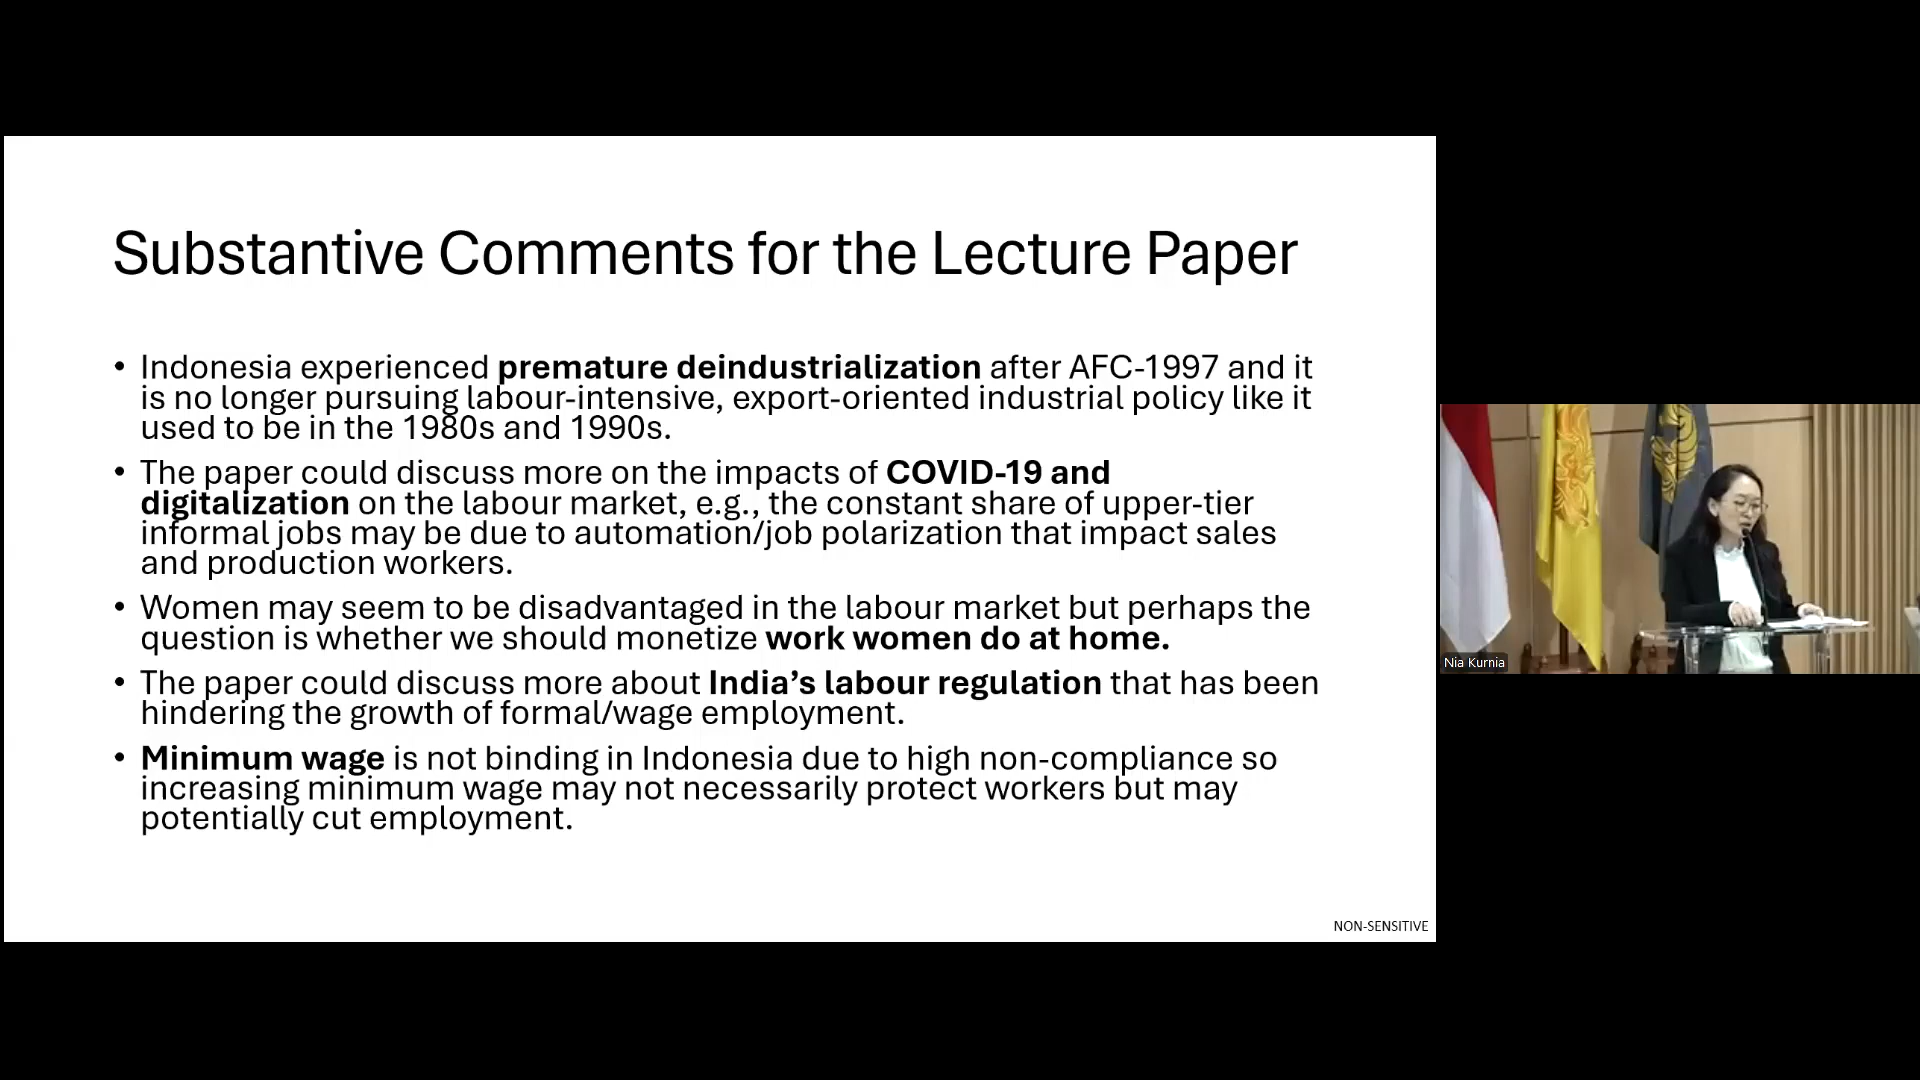 Substantive Comments for the Lecture Paper
• Indonesia experienced premature deindustrialization after AFC-1997 and it
is no longer pursuing labour-intensive, export-oriented industrial policy like it
used to be in the 1980s and 1990s.
• The paper could discuss more on the impacts of COVID-19 and
digitalization on the labour market, e.g., the constant share of upper-tier
informal jobs may be due to automation/job polarization that impact sales
and production workers.
• Women may seem to be disadvantaged in the labour market but perhaps the
question is whether we should monetize work women do at home.
• The paper could discuss more about India’s labour regulation that has been
hindering the growth of formal/wage employment.
• Minimum wage is not binding in Indonesia due to high non-compliance so
increasing minimum wage may not necessarily protect workers but may
potentially cut employment.
NON-SENSITIVE
Nia Kurnia